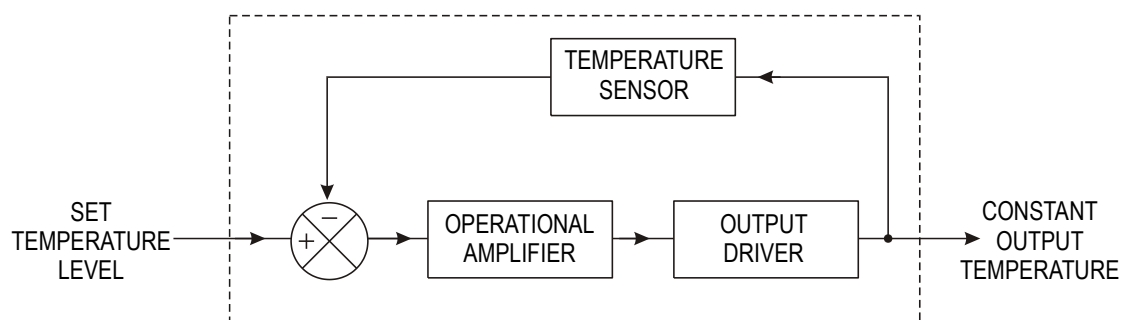 TEMPERATURE
SENSOR
SET
TEMPERATURE
LEVEL
−
+
OPERATIONAL
AMPLIFIER
OUTPUT
DRIVER
CONSTANT
OUTPUT
TEMPERATURE